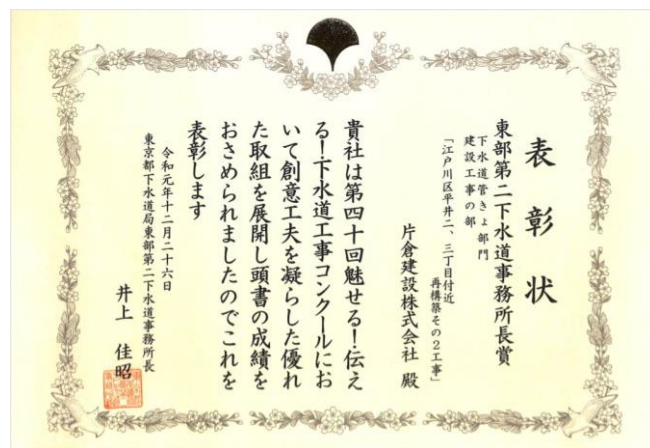 表彰状
東部第二下水道事務所長賞
下水道管きょ部門
建設工事の部
「江戸川区平井二、三丁目付近
再構築その2工事」
片倉建設株式会社 殿
貴社は第四十回魅せる！伝え
る！下水道工事コンクールにお
いて創意工夫を凝らした優れ
た取組を展開し頭書の成績を
おさめられましたのでこれを
表彰します
令和元年十二月二十六日
東京都下水道局東部第二下水道事務所長
井上 佳昭